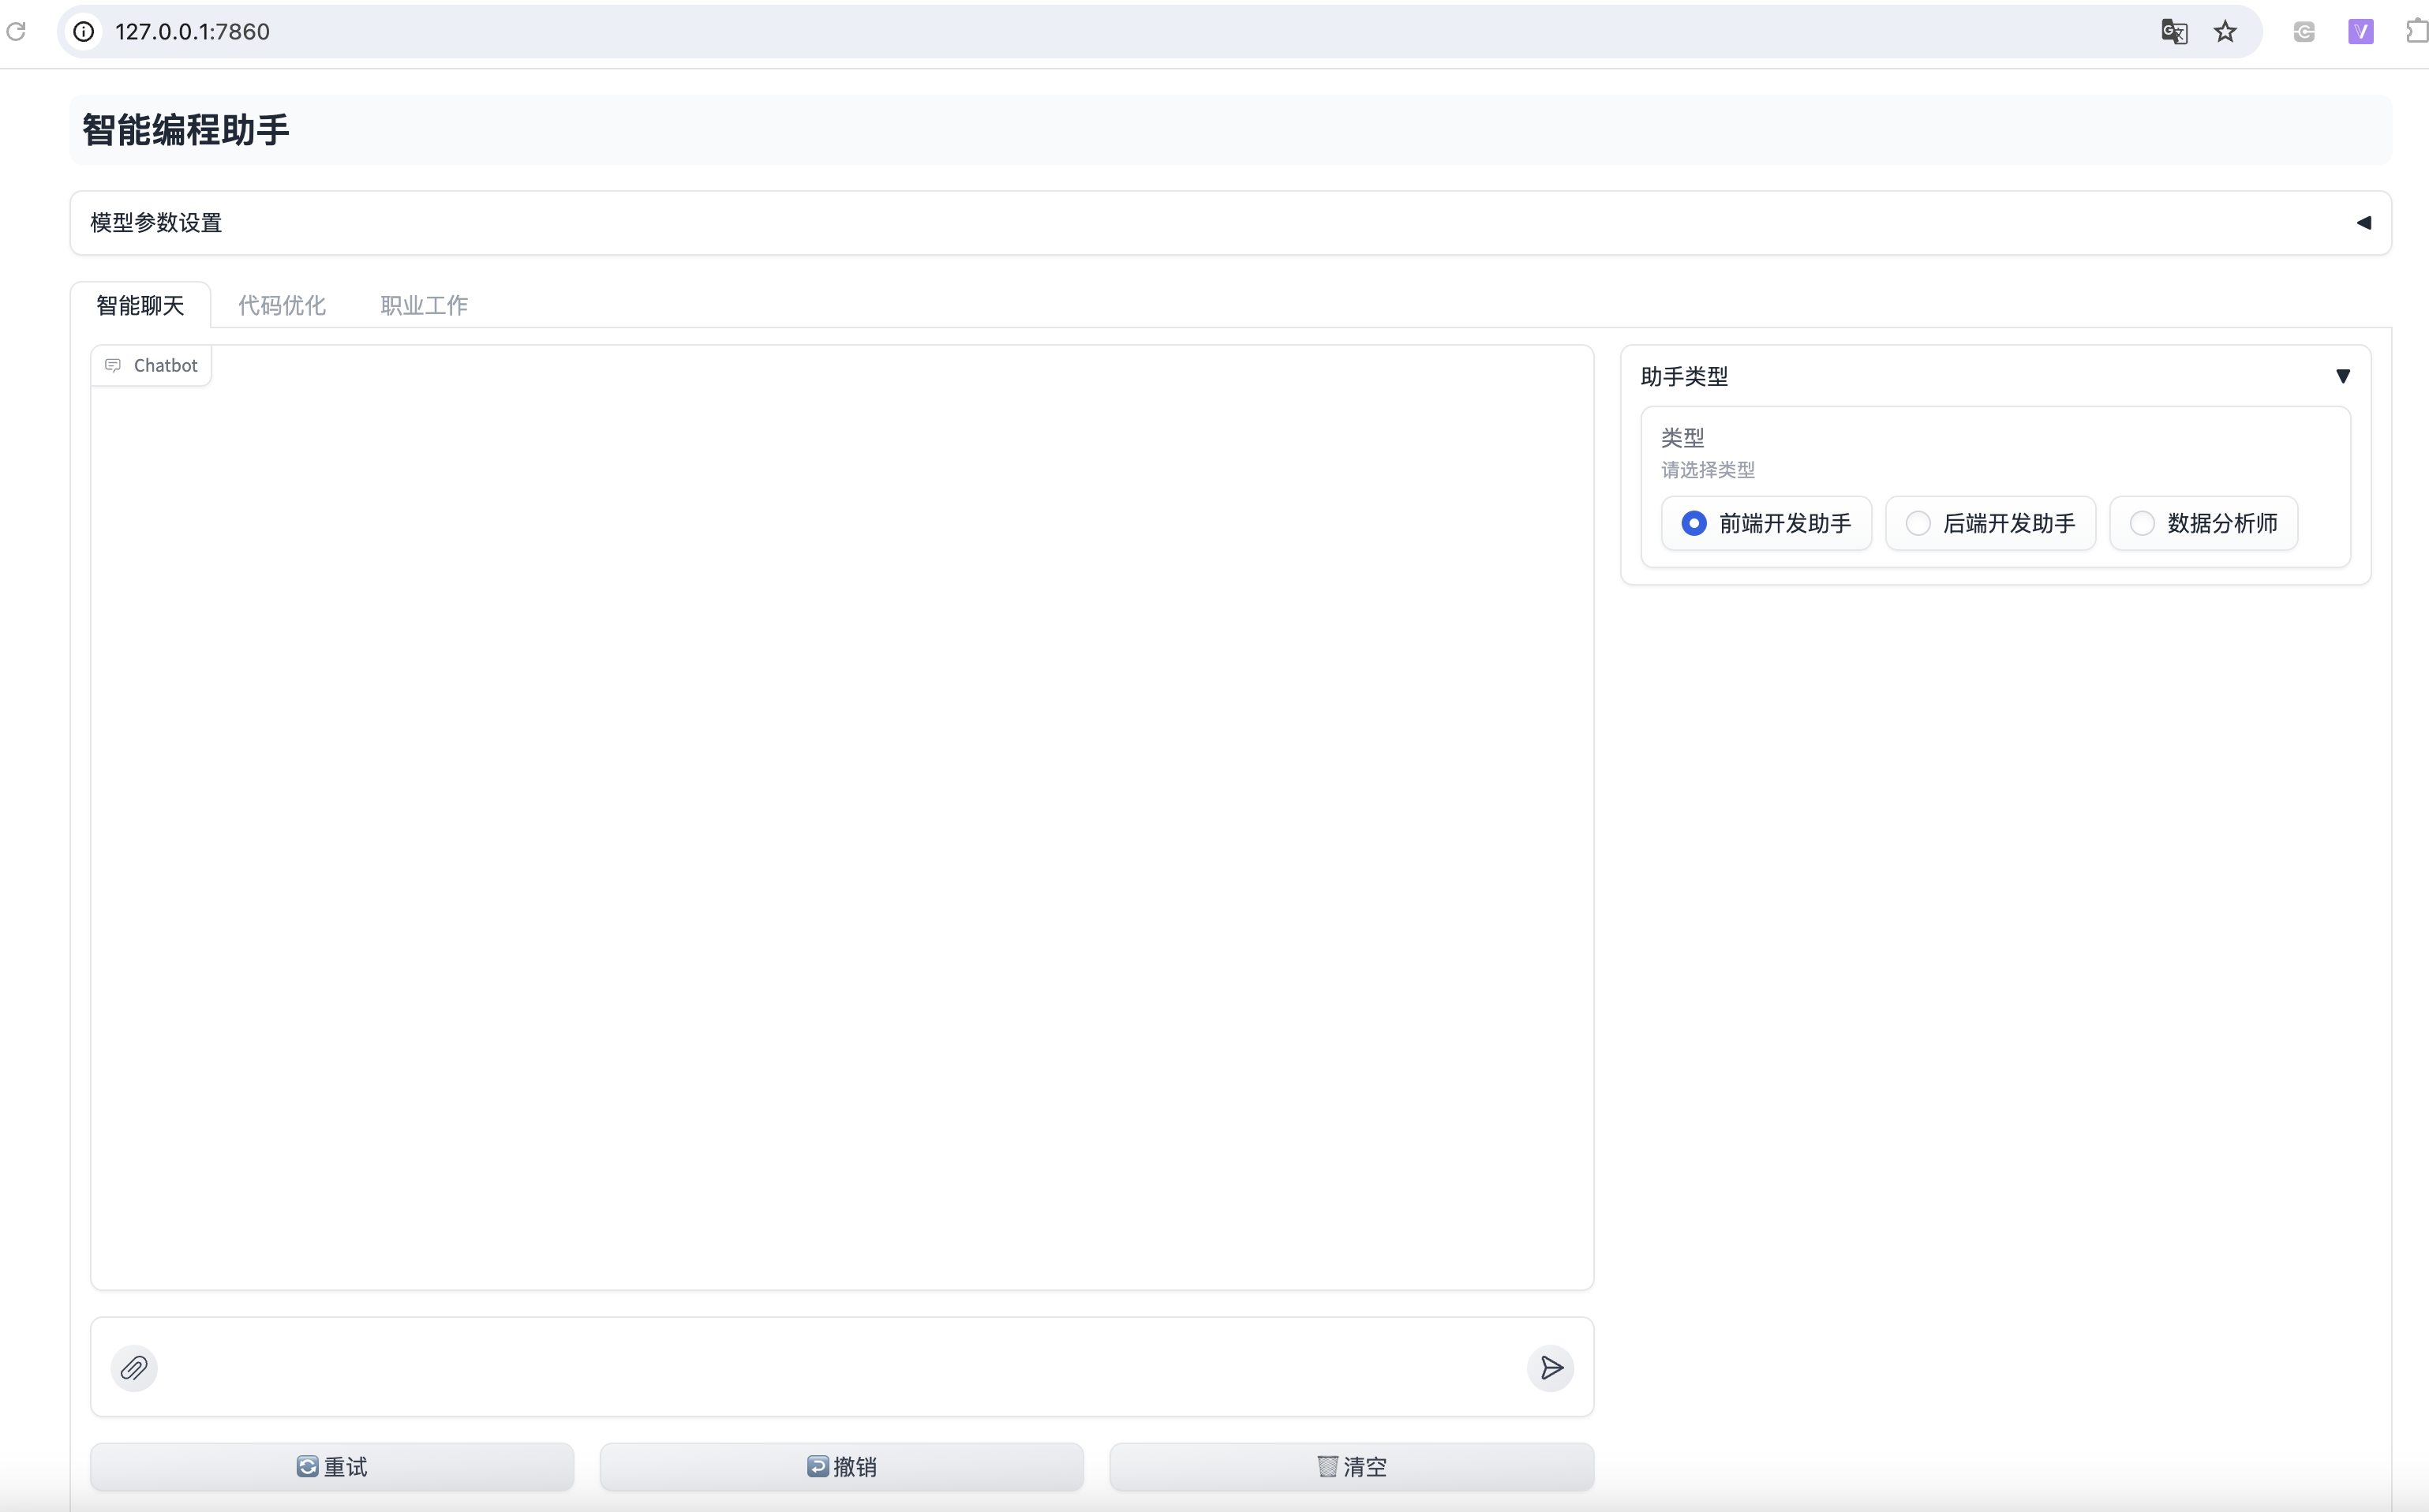 127.0.0.1:7860
智能编程助手
模型参数设置
智能聊天 代码优化 职业工作
Chatbot
助手类型
类型
请选择类型
前端开发助手 后端开发助手 数据分析师
重试 撤销 清空